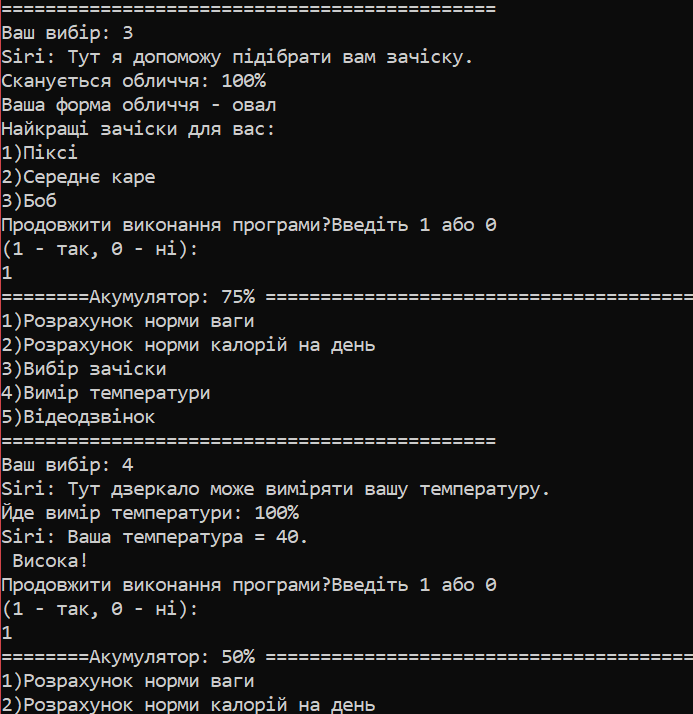 =============================================
Ваш вибір: 3
Siri: Тут я допоможу підібрати вам зачіску.
Сканується обличчя: 100%
Ваша форма обличчя - овал
Найкращі зачіски для вас:
1)Піксі
2)Середнє каре
3)Боб
Продовжити виконання програми?Введіть 1 або 0
(1 - так, 0 - ні):
1
========Акумулятор: 75% =======================================
1)Розрахунок норми ваги
2)Розрахунок норми калорій на день
3)Вибір зачіски
4)Вимір температури
5)Відеодзвінок
=============================================
Ваш вибір: 4
Siri: Тут дзеркало може виміряти вашу температуру.
Йде вимір температури: 100%
Siri: Ваша температура = 40.
 Висока!
Продовжити виконання програми?Введіть 1 або 0
(1 - так, 0 - ні):
1
========Акумулятор: 50% =======================================
1)Розрахунок норми ваги
2)Розрахунок норми калорій на день